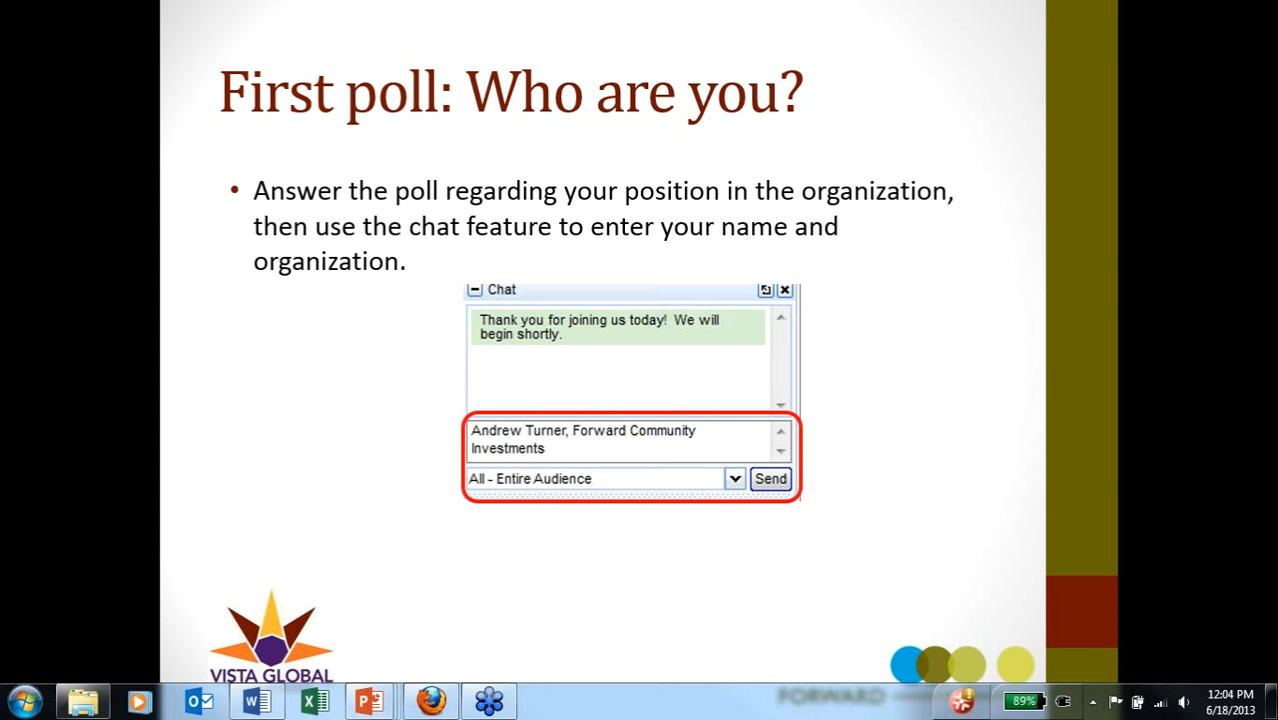 First poll: Who are you?
• Answer the poll regarding your position in the organization,
then use the chat feature to enter your name and
organization.
Chat
Thank you for joining us today! We will
begin shortly.
Andrew Turner, Forward Community
Investments
All - Entire Audience
Send
VISTA GLOBAL
FORWARD
89%
12:04 PM
6/18/2013